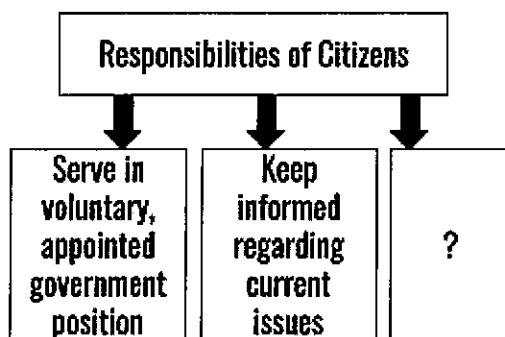 Responsibilities of Citizens
Serve in
voluntary,
appointed
government
position
Keep
informed
regarding
current
issues
?